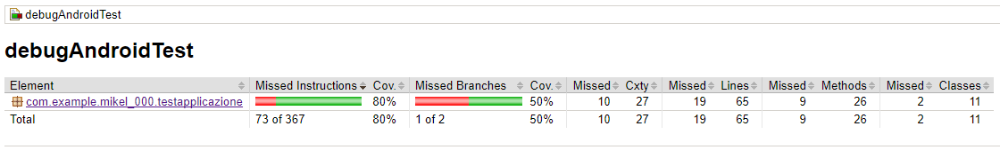 debugAndroidTest
debugAndroidTest
Element Missed Instructions Cov. Missed Branches Cov. Missed Cxty Missed Lines Missed Methods Missed Classes
com.example.mikel_000.testapplicazione 80% 50% 10 27 19 65 9 26 2 11
Total 73 of 367 80% 1 of 2 50% 10 27 19 65 9 26 2 11